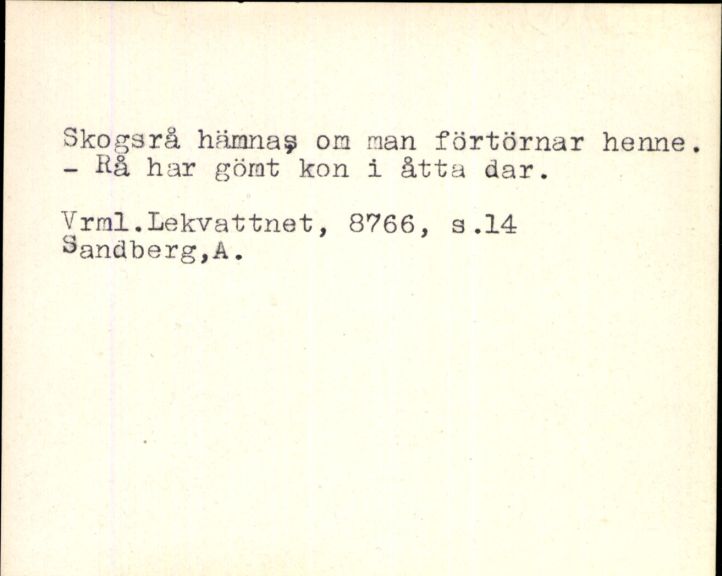 Skogsrå hämnas om man förtörnar henne.
- Rå har gömt kon i åtta dar.
Vrml.Lekvattnet, 8766, s.14
Sandberg,A.